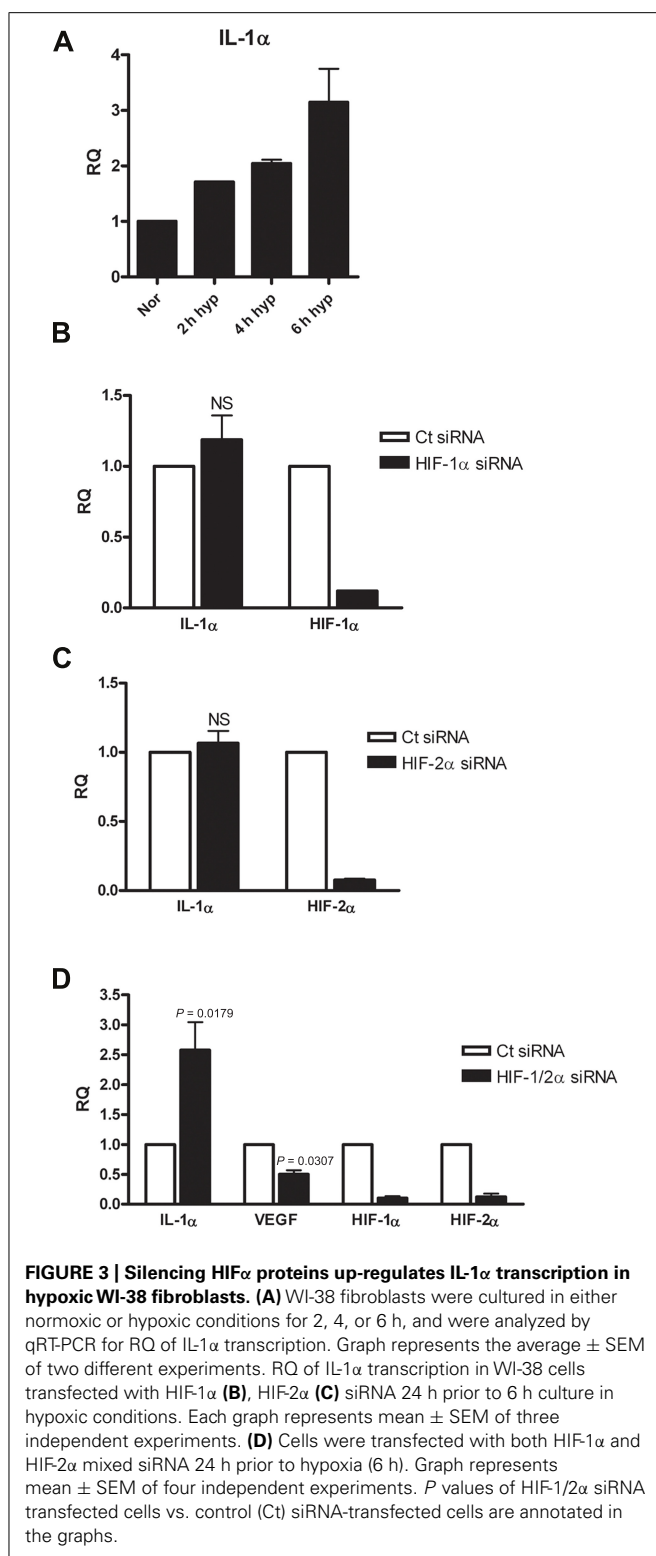 A
IL-1α
4
3
2
1
0
RQ
Nor
2 h hyp
4 h hyp
6 h hyp
B
1.5
1.0
0.5
0.0
RQ
NS
IL-1α
HIF-1α
Ct siRNA
HIF-1α siRNA
C
1.5
1.0
0.5
0.0
RQ
NS
IL-1α
HIF-2α
Ct siRNA
HIF-2α siRNA
D
3.5
3.0
2.5
2.0
1.5
1.0
0.5
0.0
RQ
P = 0.0179
P = 0.0307
IL-1α
VEGF
HIF-1α
HIF-2α
Ct siRNA
HIF-1/2α siRNA
FIGURE 3 | Silencing HIFα proteins up-regulates IL-1α transcription in
hypoxic WI-38 fibroblasts. (A) WI-38 fibroblasts were cultured in either
normoxic or hypoxic conditions for 2, 4, or 6 h, and were analyzed by
qRT-PCR for RQ of IL-1α transcription. Graph represents the average ± SEM
of two different experiments. RQ of IL-1α transcription in WI-38 cells
transfected with HIF-1α (B), HIF-2α (C) siRNA 24 h prior to 6 h culture in
hypoxic conditions. Each graph represents mean ± SEM of three
independent experiments. (D) Cells were transfected with both HIF-1α and
HIF-2α mixed siRNA 24 h prior to hypoxia (6 h). Graph represents
mean ± SEM of four independent experiments. P values of HIF-1/2α siRNA
transfected cells vs. control (Ct) siRNA-transfected cells are annotated in
the graphs.